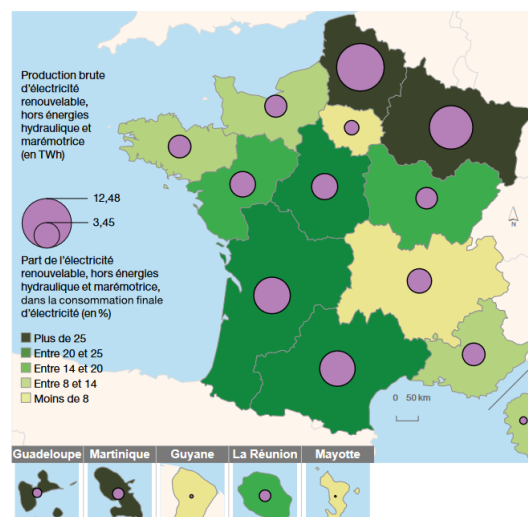 Production brute
d'électricité
renouvelable,
hors énergies
hydraulique et
marémotrice
(en TWh)
12,48
3,45
Part de l'électricité
renouvelable, hors énergies
hydraulique et marémotrice,
dans la consommation finale
d'électricité (en %)
Plus de 25
Entre 20 et 25
Entre 14 et 20
Entre 8 et 14
Moins de 8
N
0 50 km
Guadeloupe
Martinique
Guyane
La Réunion
Mayotte